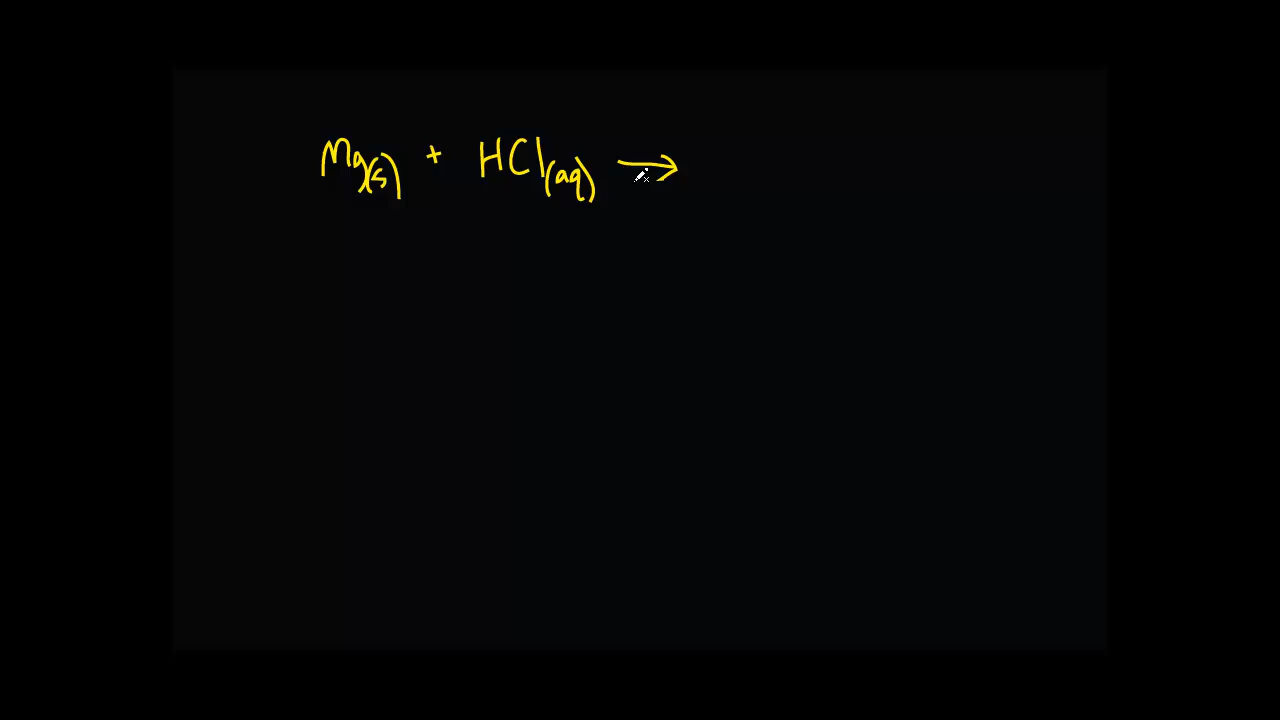 Mg(s) + HCl(aq) →